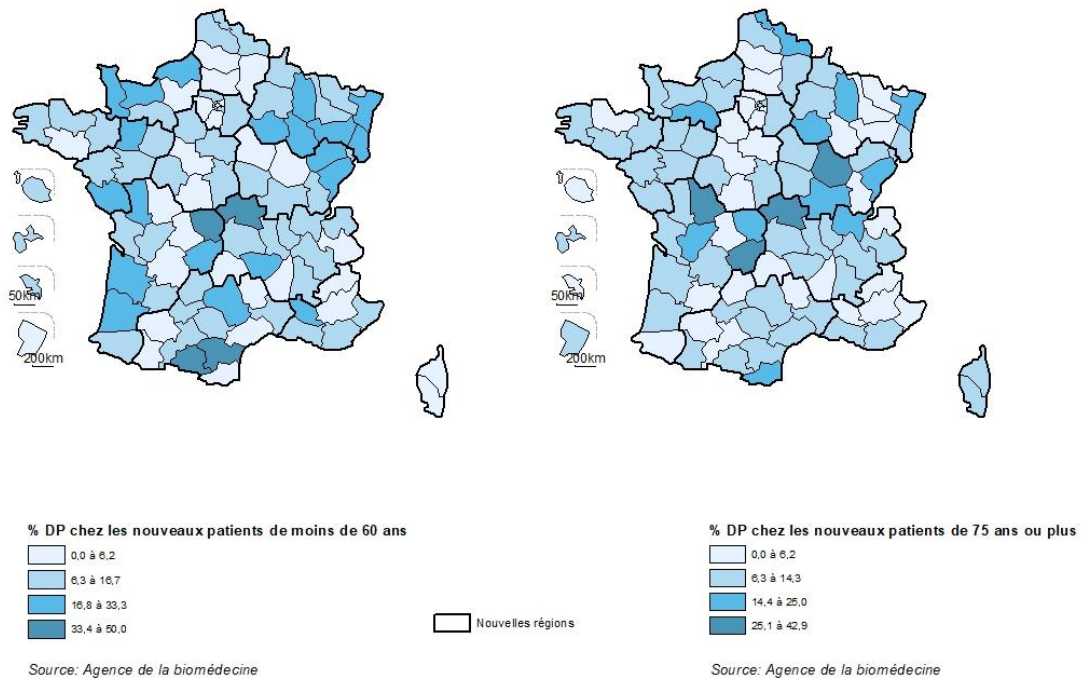 50km
200km
50km
200km
% DP chez les nouveaux patients de moins de 60 ans
0,0 à 6,2
6,3 à 16,7
16,8 à 33,3
33,4 à 50,0
Nouvelles régions
% DP chez les nouveaux patients de 75 ans ou plus
0,0 à 6,2
6,3 à 14,3
14,4 à 25,0
25,1 à 42,9
Source: Agence de la biomédecine
Source: Agence de la biomédecine